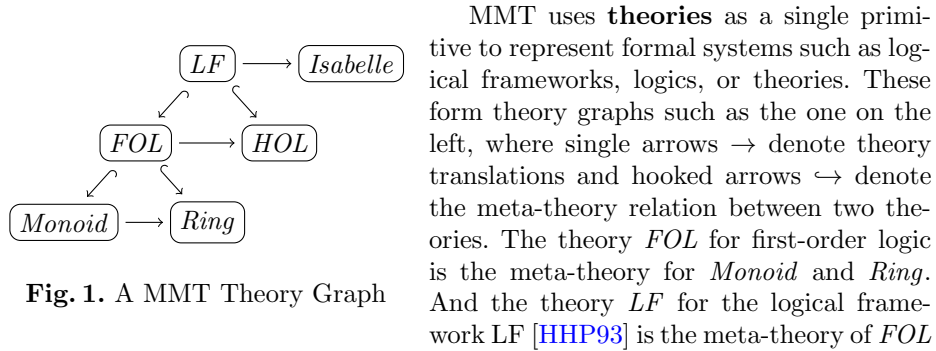 LF
Isabelle
FOL
HOL
Monoid
Ring
Fig. 1. A MMT Theory Graph
MMT uses theories as a single primi-
tive to represent formal systems such as log-
ical frameworks, logics, or theories. These
form theory graphs such as the one on the
left, where single arrows → denote theory
translations and hooked arrows ↪ denote
the meta-theory relation between two the-
ories. The theory FOL for first-order logic
is the meta-theory for Monoid and Ring.
And the theory LF for the logical frame-
work LF [HHP93] is the meta-theory of FOL